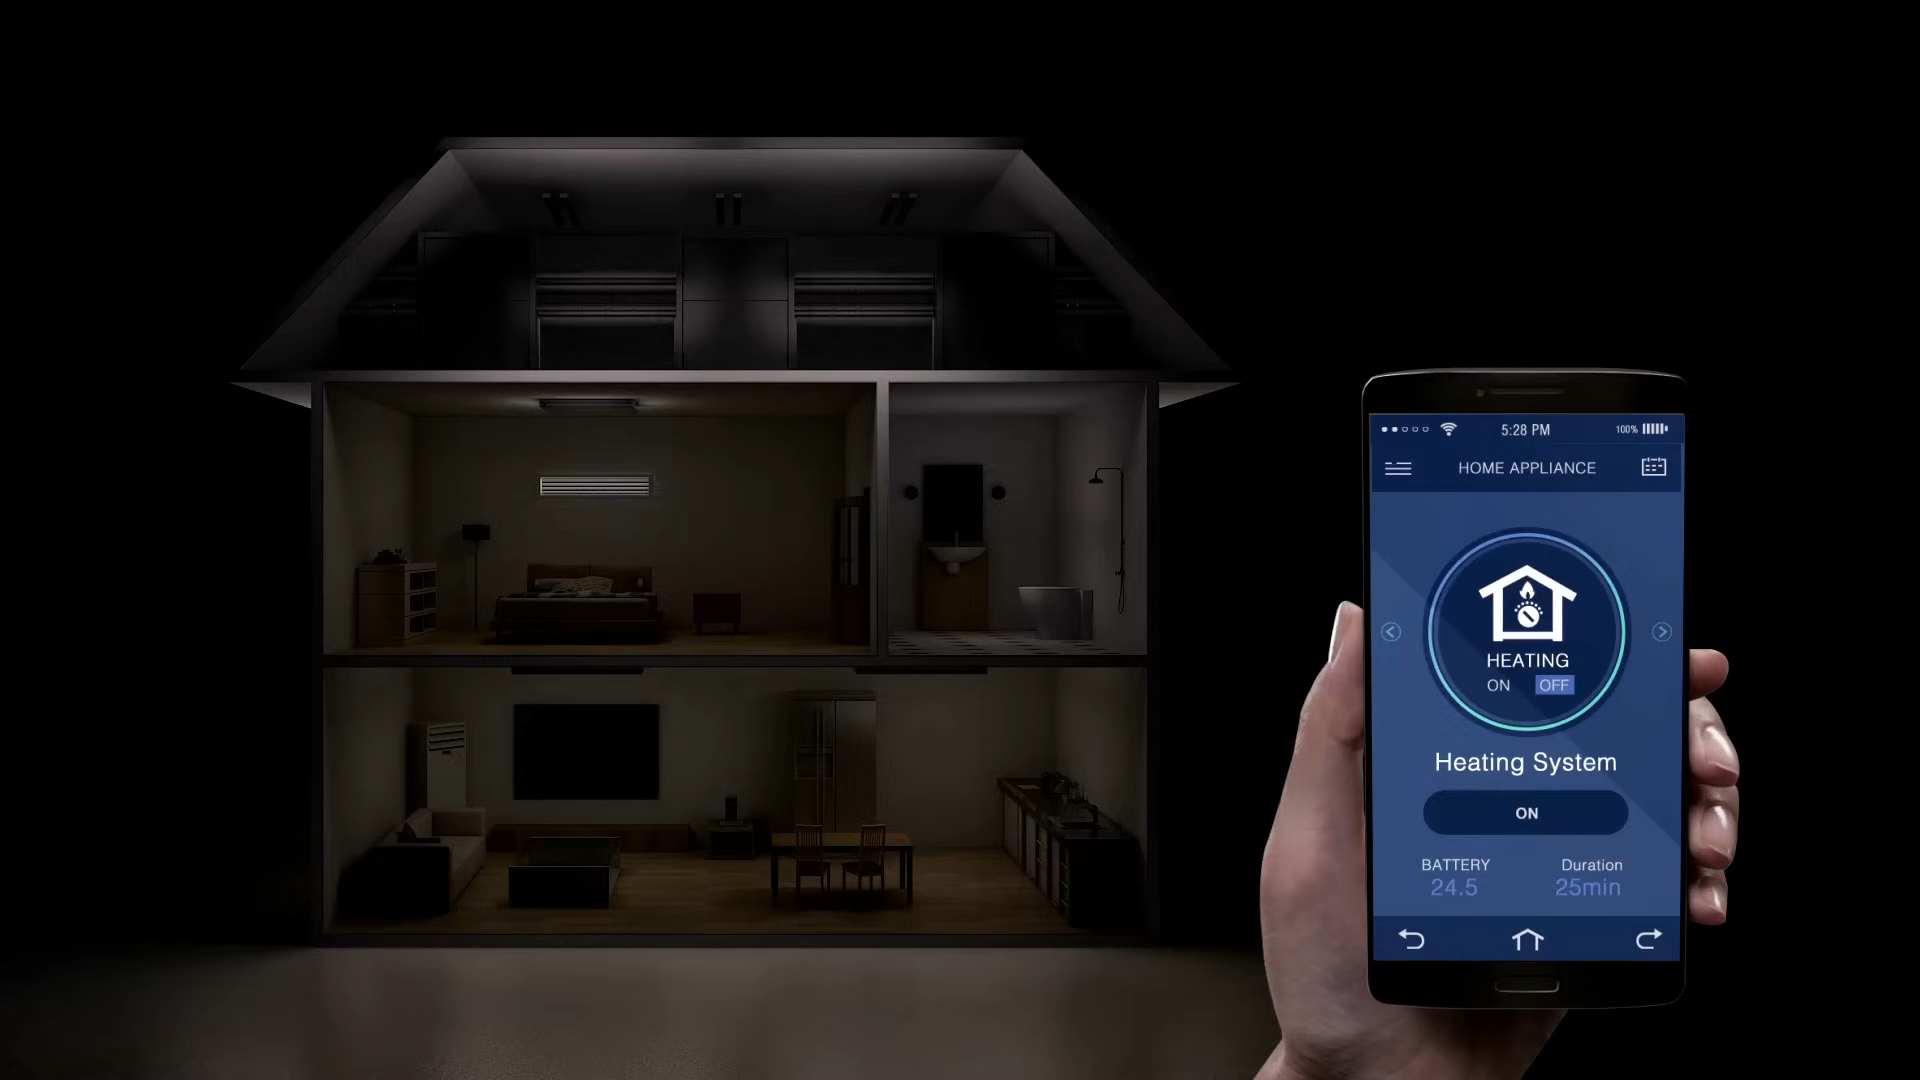 5:28 PM
100%
HOME APPLIANCE
HEATING
ON OFF
Heating System
ON
BATTERY Duration
24.5 25min